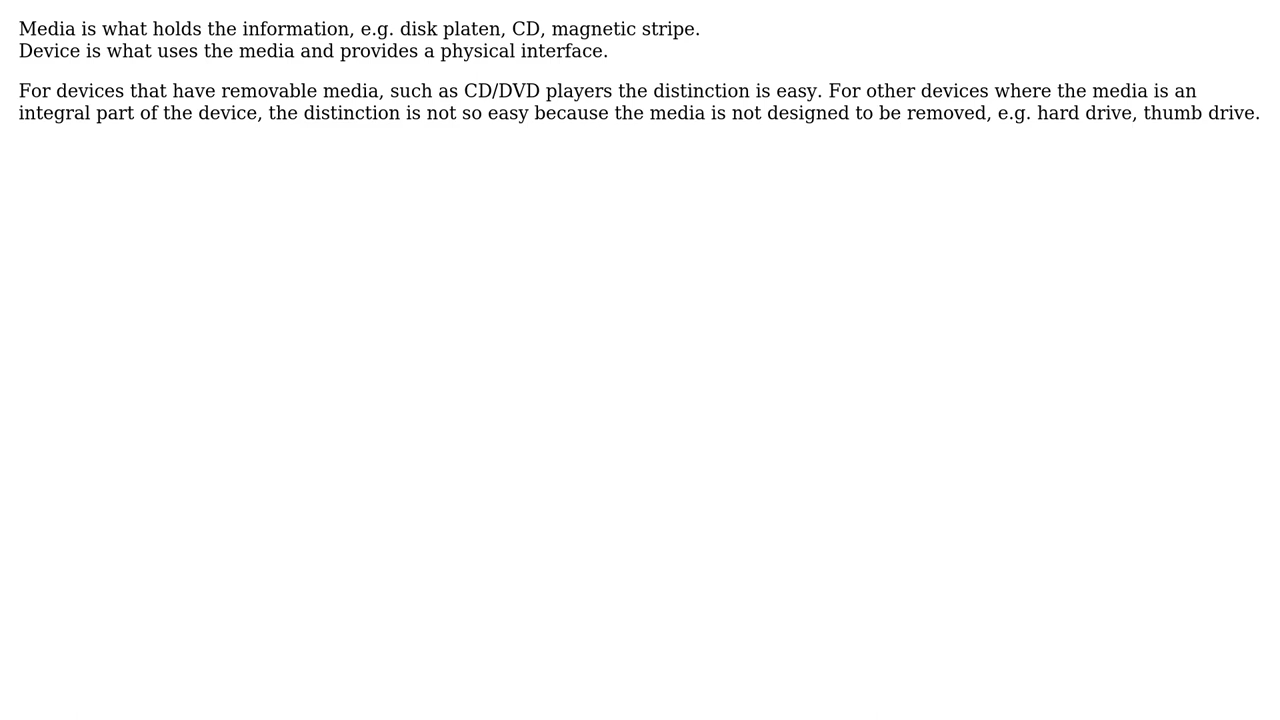 Media is what holds the information, e.g. disk platen, CD, magnetic stripe.
Device is what uses the media and provides a physical interface.
For devices that have removable media, such as CD/DVD players the distinction is easy. For other devices where the media is an
integral part of the device, the distinction is not so easy because the media is not designed to be removed, e.g. hard drive, thumb drive.